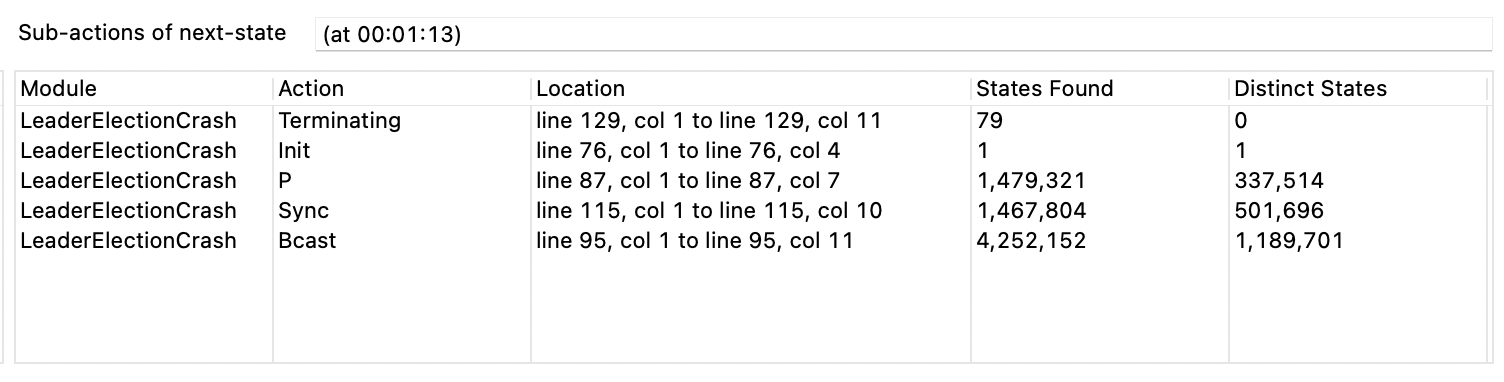 Sub-actions of next-state (at 00:01:13)
Module Action Location States Found Distinct States
LeaderElectionCrash Terminating line 129, col 1 to line 129, col 11 79 0
LeaderElectionCrash Init line 76, col 1 to line 76, col 4 1 1
LeaderElectionCrash P line 87, col 1 to line 87, col 7 1,479,321 337,514
LeaderElectionCrash Sync line 115, col 1 to line 115, col 10 1,467,804 501,696
LeaderElectionCrash Bcast line 95, col 1 to line 95, col 11 4,252,152 1,189,701